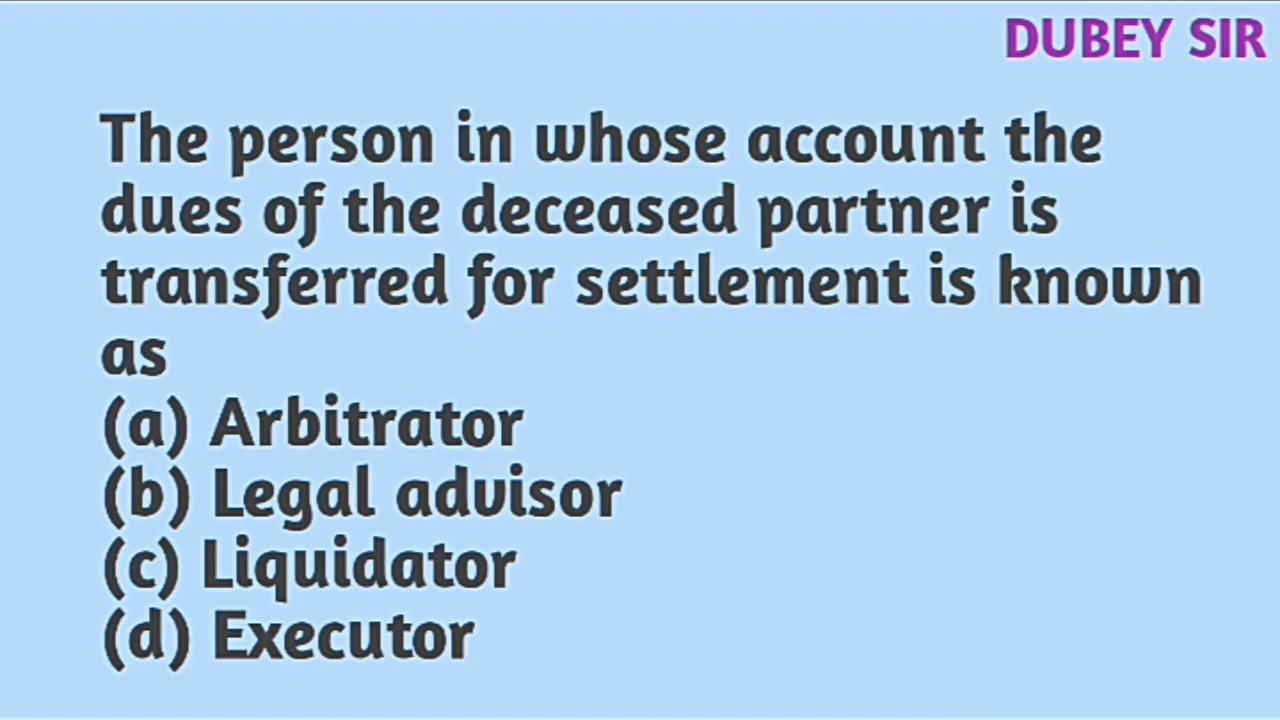 DUBEY SIR
The person in whose account the
dues of the deceased partner is
transferred for settlement is known
as
(a) Arbitrator
(b) Legal advisor
(c) Liquidator
(d) Executor